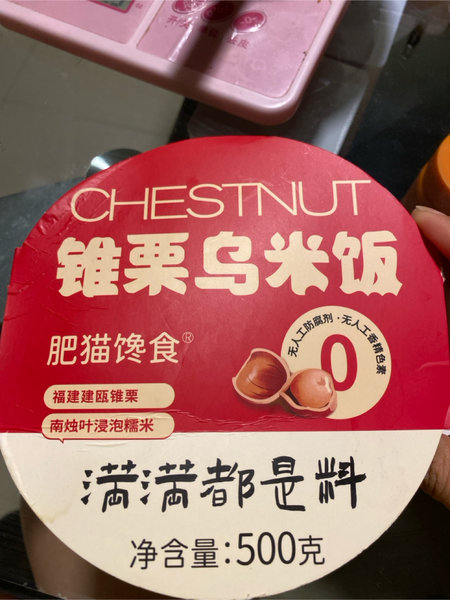 CHESTNUT
锥栗乌米饭
肥猫馋食®
无人工防腐剂·无人工香精色素
0
福建建瓯锥栗
南烛叶浸泡糯米
满满都是料
净含量:500克